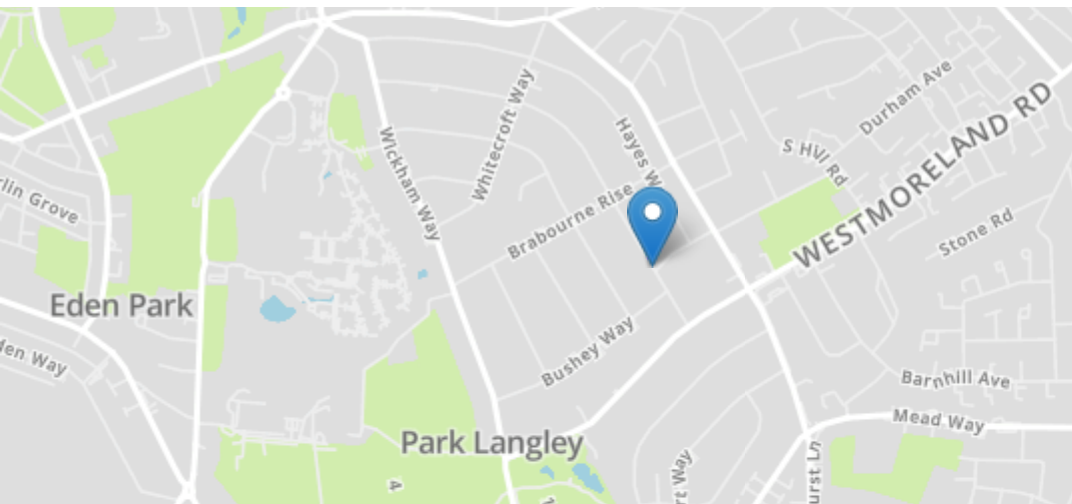 Durham Ave
WESTMORELAND RD
Whitecroft Way
Hayes W
S Hill Rd
Wickham Way
rlin Grove
Brabourne Rise
Stone Rd
Eden Park
den Way
Bushey Way
Barnhill Ave
Mead Way
Park Langley
urst Ln
rt Way
4